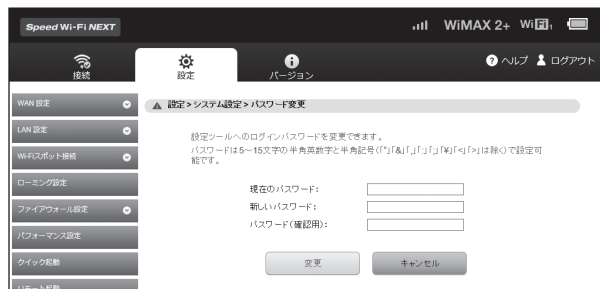 Speed Wi-Fi NEXT
WiMAX 2+ Wi Fi 1
接続
設定
バージョン
ヘルプ ログアウト
WAN 設定
LAN 設定
Wi-Fiスポット接続
ローミング設定
ファイアウォール設定
パフォーマンス設定
クイック起動
リモート起動
設定 > システム設定 > パスワード変更
設定ツールへのログインパスワードを変更できます。
パスワードは5～15文字の半角英数字と半角記号(「"」「&」「,」「:」「;」「¥」「<」「>」は除く)で設定可
能です。
現在のパスワード:
新しいパスワード:
パスワード(確認用):
変更
キャンセル